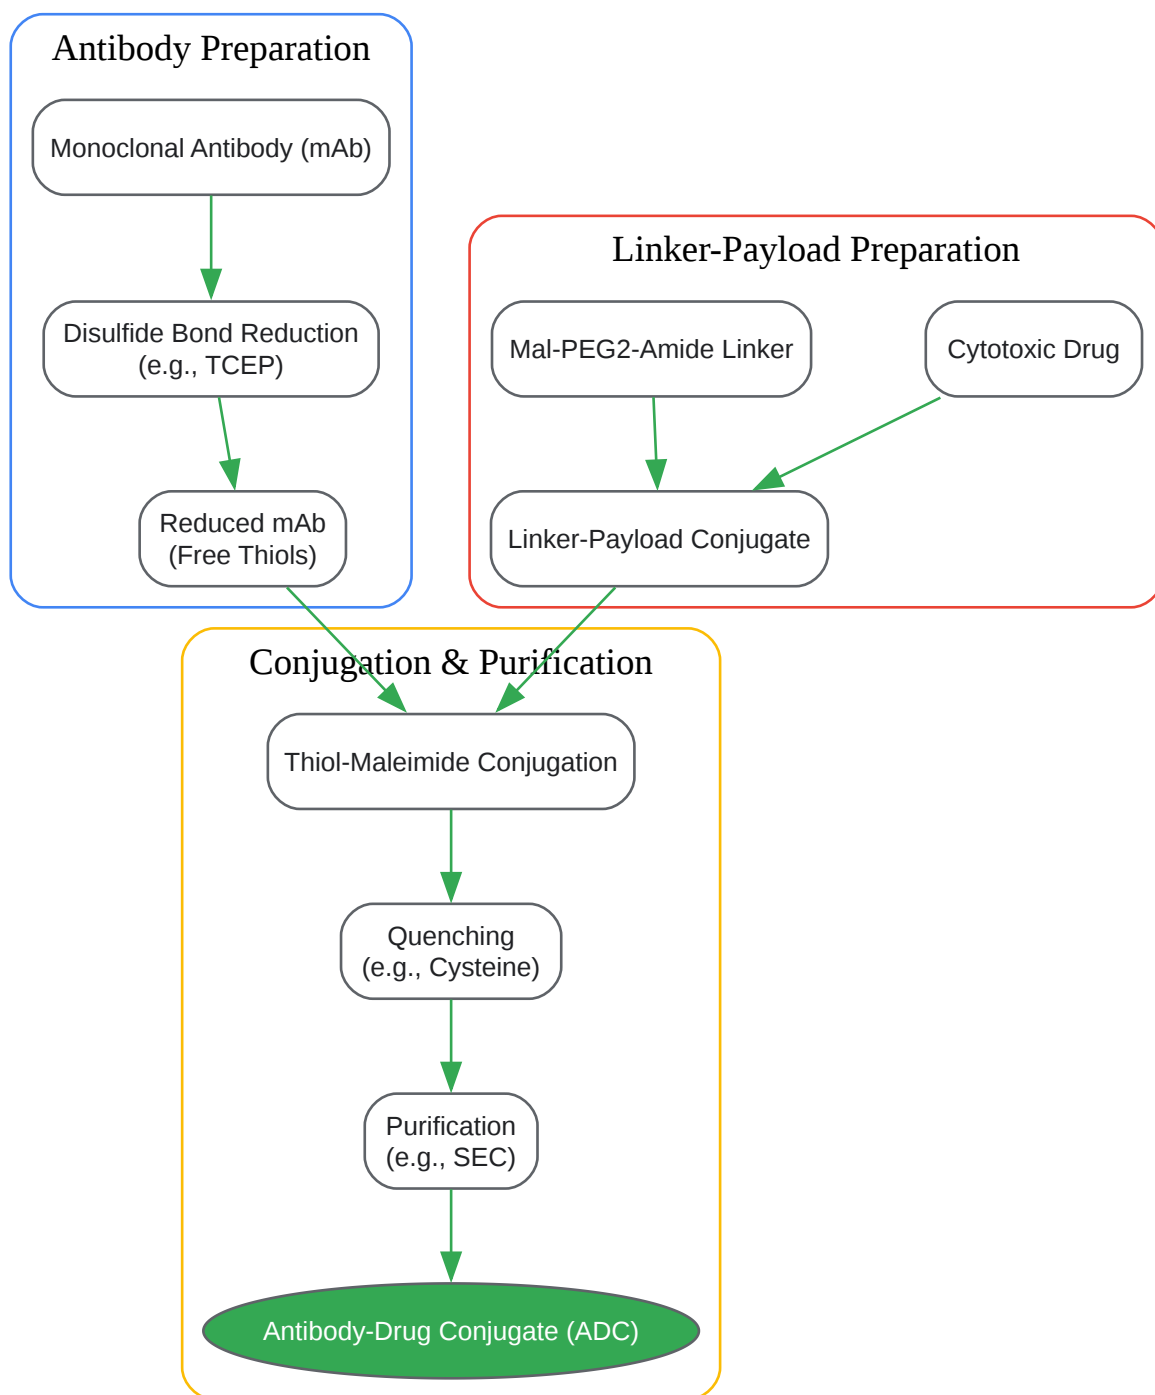 Antibody Preparation
Monoclonal Antibody (mAb)
Disulfide Bond Reduction
(e.g., TCEP)
Reduced mAb
(Free Thiols)
Linker-Payload Preparation
Mal-PEG2-Amide Linker
Cytotoxic Drug
Linker-Payload Conjugate
Conjugation & Purification
Thiol-Maleimide Conjugation
Quenching
(e.g., Cysteine)
Purification
(e.g., SEC)
Antibody-Drug Conjugate (ADC)